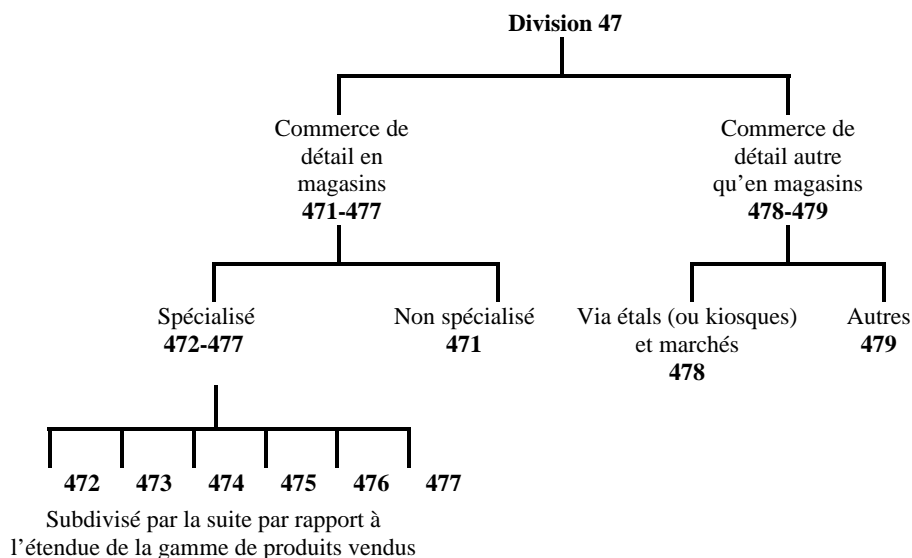 Division 47
Commerce de
détail en
magasins
471-477
Commerce de
détail autre
qu’en magasins
478-479
Spécialisé
472-477
Non spécialisé
471
Via étals (ou kiosques)
et marchés
478
Autres
479
472 473 474 475 476 477
Subdivisé par la suite par rapport à
l’étendue de la gamme de produits vendus